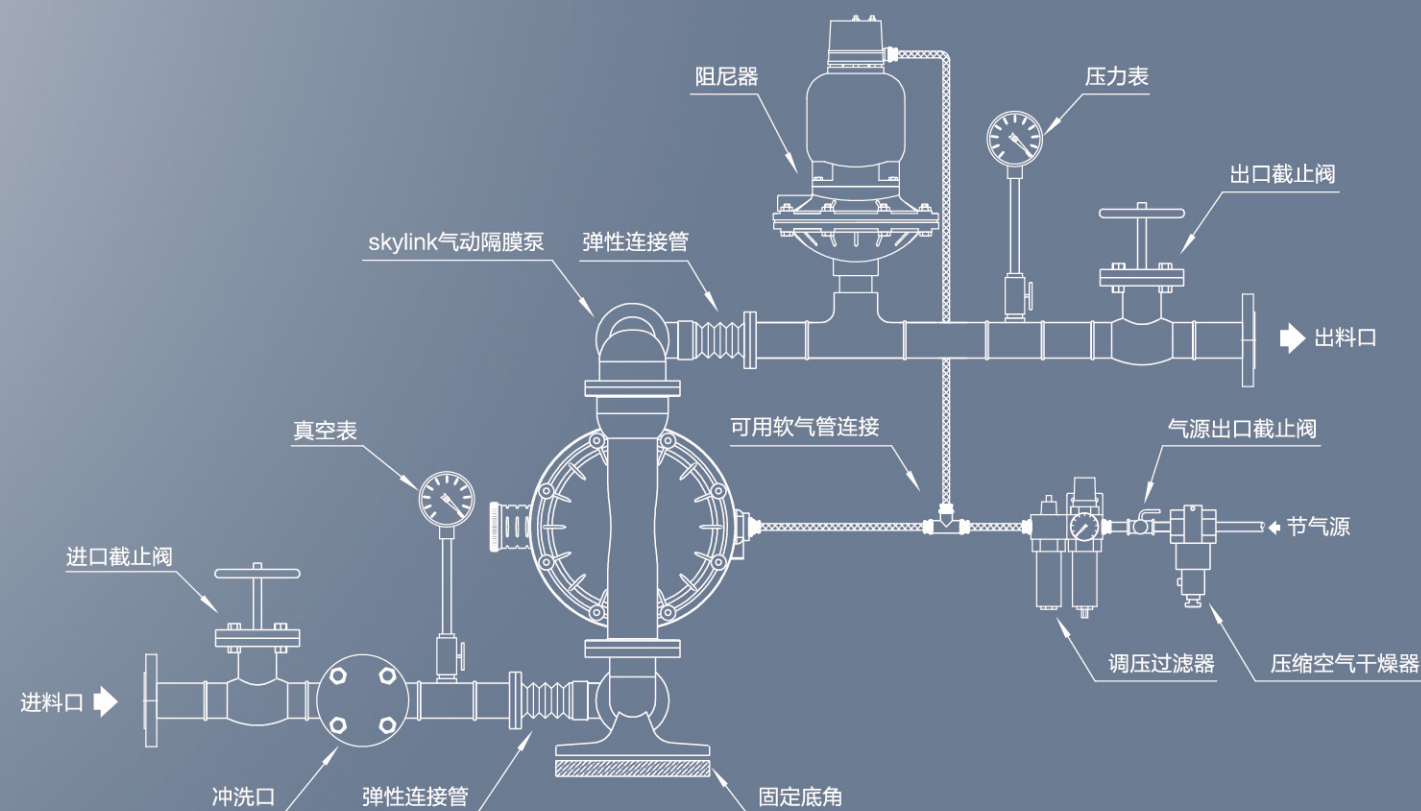 阻尼器
压力表
出口截止阀
skylink气动隔膜泵
弹性连接管
出料口
真空表
可用软气管连接
气源出口截止阀
节气源
进口截止阀
调压过滤器
压缩空气干燥器
进料口
冲洗口
弹性连接管
固定底角